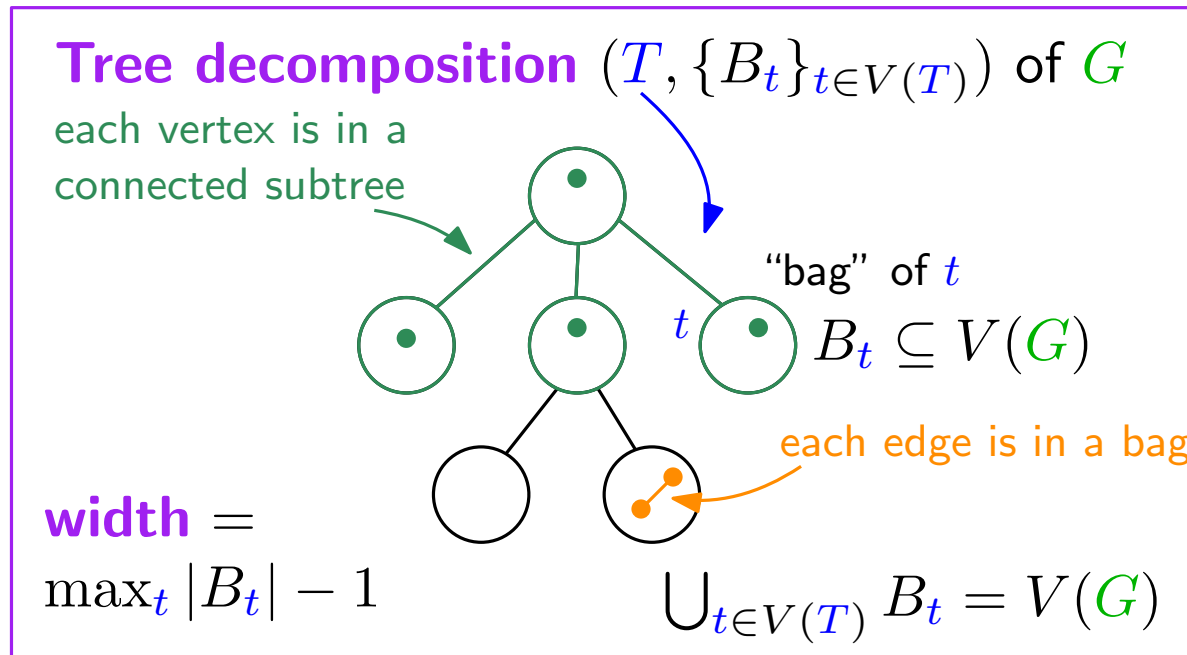 Tree decomposition (T, {B_t}_{t∈V(T)}) of G
each vertex is in a
connected subtree
“bag” of t
t
B_t ⊆ V(G)
each edge is in a bag
width =
max_t |B_t| − 1
⋃_{t∈V(T)} B_t = V(G)